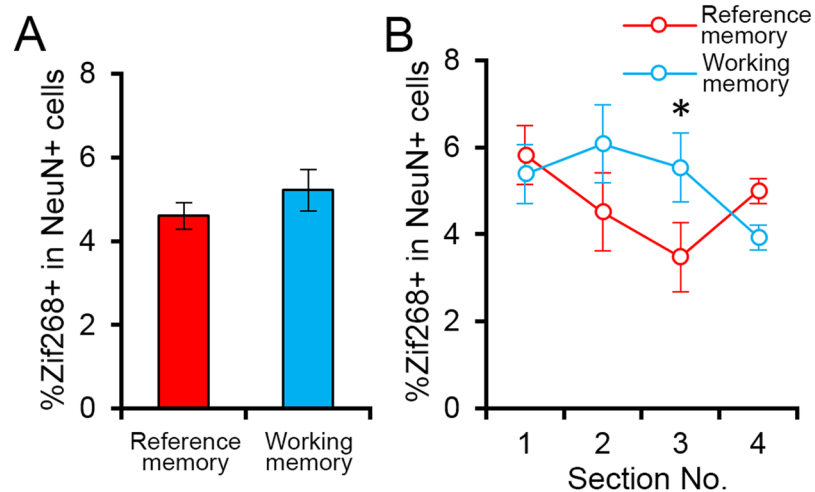 A
%Zif268+ in NeuN+ cells
8
6
4
2
0
Reference
memory
Working
memory
B
Reference
memory
Working
memory
%Zif268+ in NeuN+ cells
8
6
4
2
0
*
1 2 3 4
Section No.